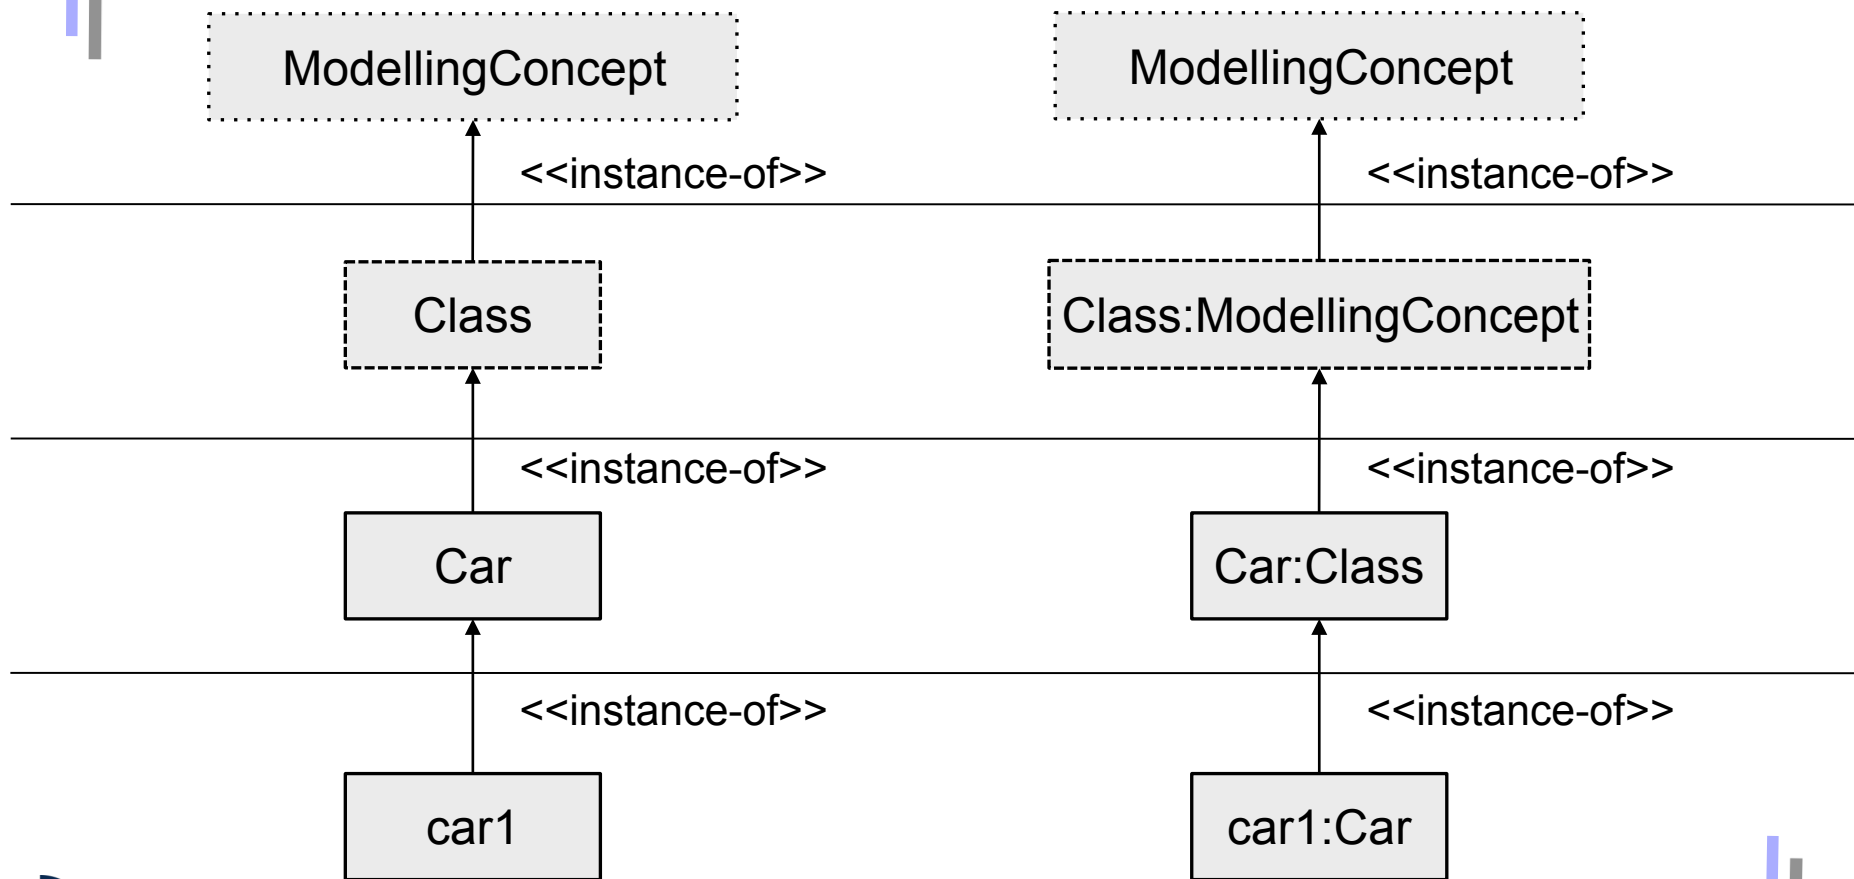 ModellingConcept
ModellingConcept
<<instance-of>>
<<instance-of>>
Class
Class:ModellingConcept
<<instance-of>>
<<instance-of>>
Car
Car:Class
<<instance-of>>
<<instance-of>>
car1
car1:Car